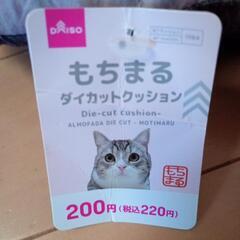 DAISO
もちまる
ダイカットクッション
-Die-cut cushion-
ALMOFADA DIE CUT - MOTIMARU
もち
まる
200円(税込220円)